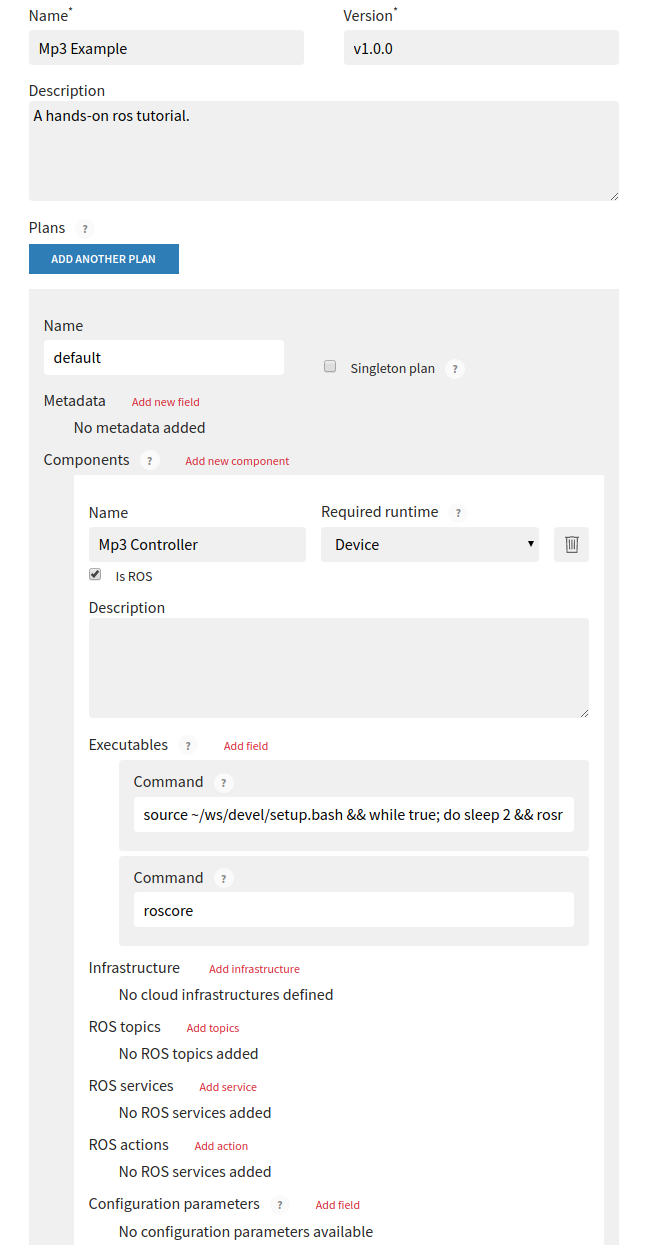 Name* Version*
Mp3 Example v1.0.0
Description
A hands-on ros tutorial.
Plans ?
ADD ANOTHER PLAN
Name
default Singleton plan ?
Metadata Add new field
No metadata added
Components ? Add new component
Name Required runtime ?
Mp3 Controller Device
Is ROS
Description
Executables ? Add field
Command ?
source ~/ws/devel/setup.bash && while true; do sleep 2 && rosr
Command ?
roscore
Infrastructure Add infrastructure
No cloud infrastructures defined
ROS topics Add topics
No ROS topics added
ROS services Add service
No ROS services added
ROS actions Add action
No ROS services added
Configuration parameters ? Add field
No configuration parameters available